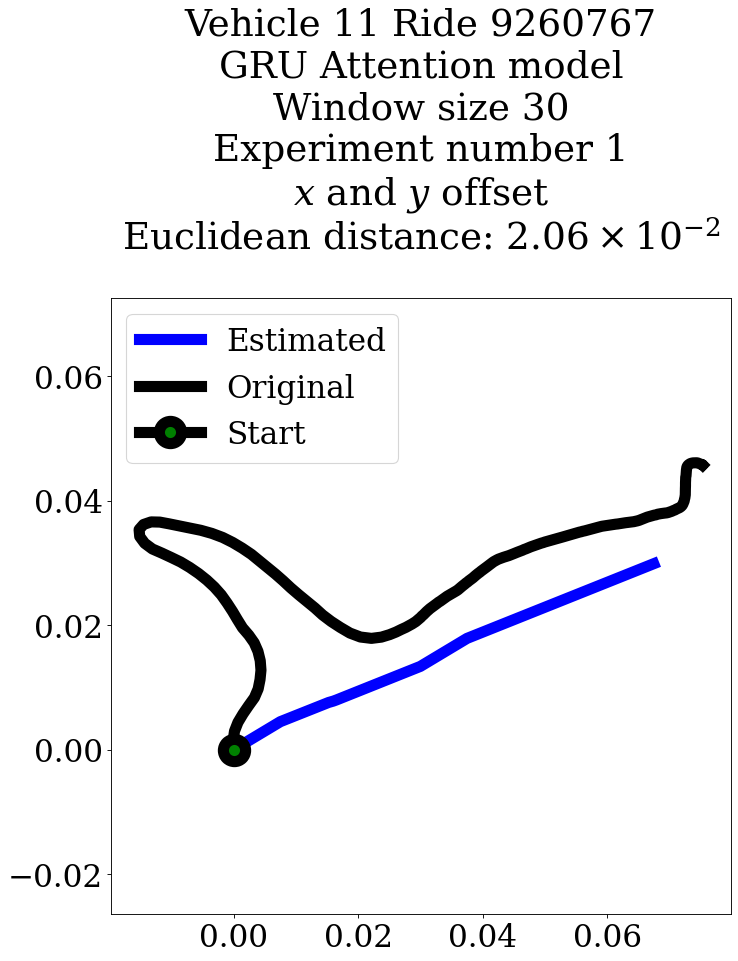 Vehicle 11 Ride 9260767
GRU Attention model
Window size 30
Experiment number 1
x and y offset
Euclidean distance: 2.06 × 10⁻²
Estimated
Original
Start
0.06
0.04
0.02
0.00
−0.02
0.00 0.02 0.04 0.06